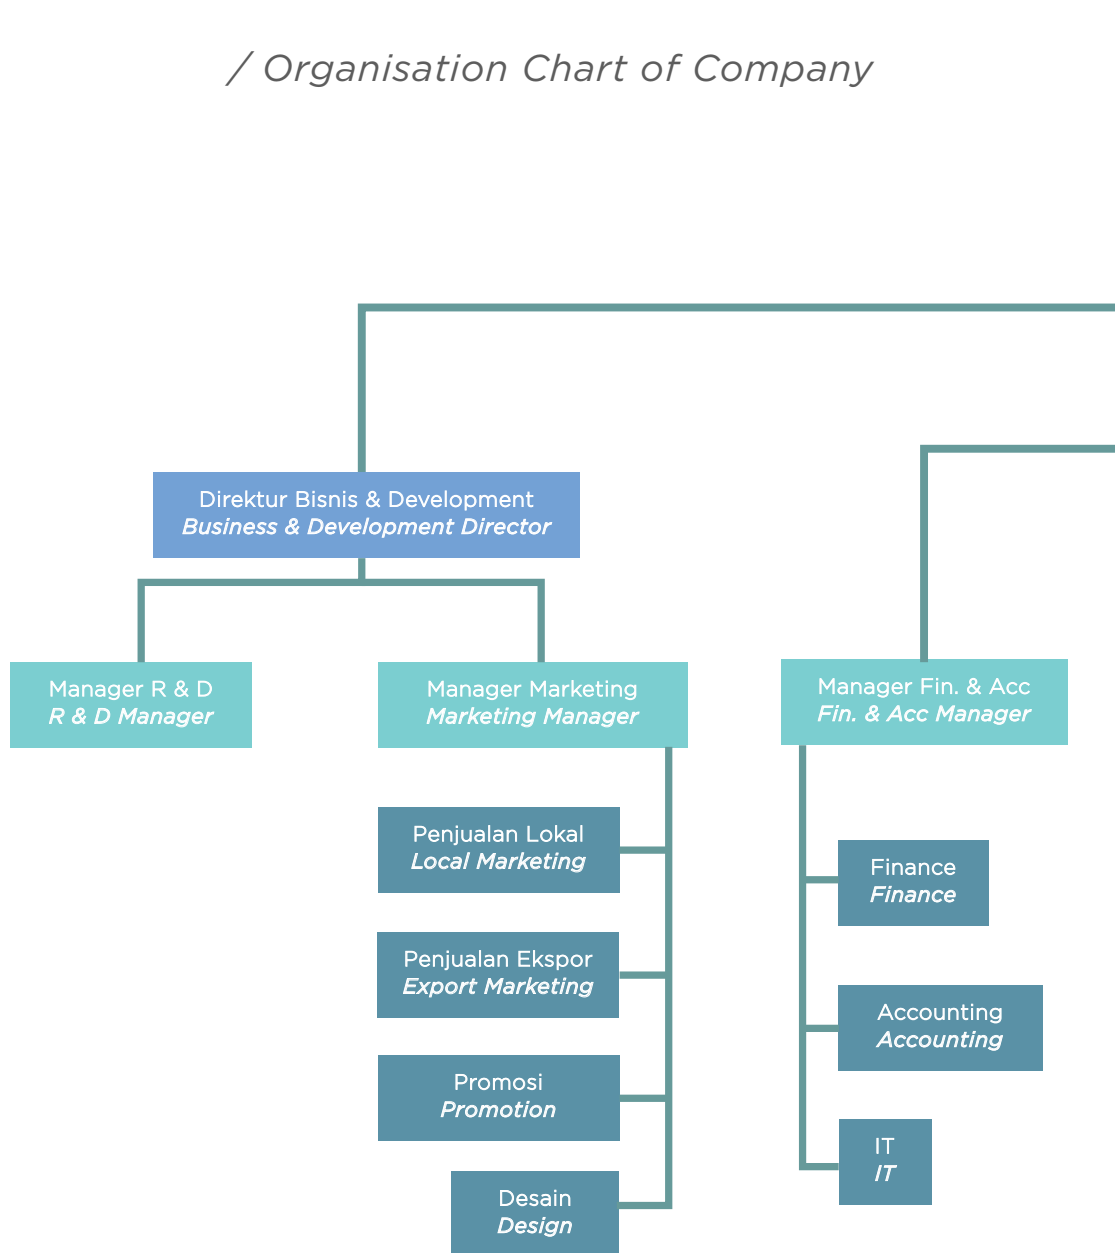 / Organisation Chart of Company
Direktur Bisnis & Development
Business & Development Director
Manager R & D
R & D Manager
Manager Marketing
Marketing Manager
Manager Fin. & Acc
Fin. & Acc Manager
Penjualan Lokal
Local Marketing
Penjualan Ekspor
Export Marketing
Promosi
Promotion
Desain
Design
Finance
Finance
Accounting
Accounting
IT
IT